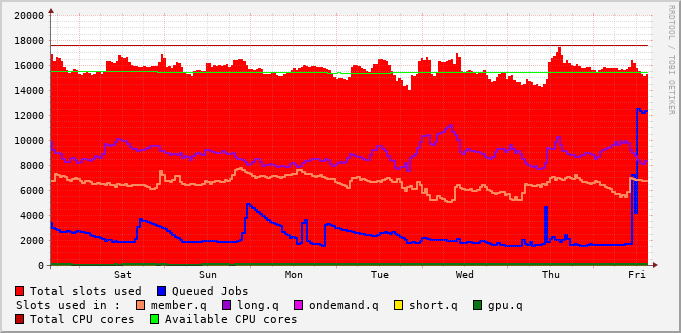 20000
18000
16000
14000
12000
10000
8000
6000
4000
2000
0
Sat Sun Mon Tue Wed Thu Fri
Total slots used Queued Jobs
Slots used in : member.q long.q ondemand.q short.q gpu.q
Total CPU cores Available CPU cores
RRDTOOL / TOBI OETIKER